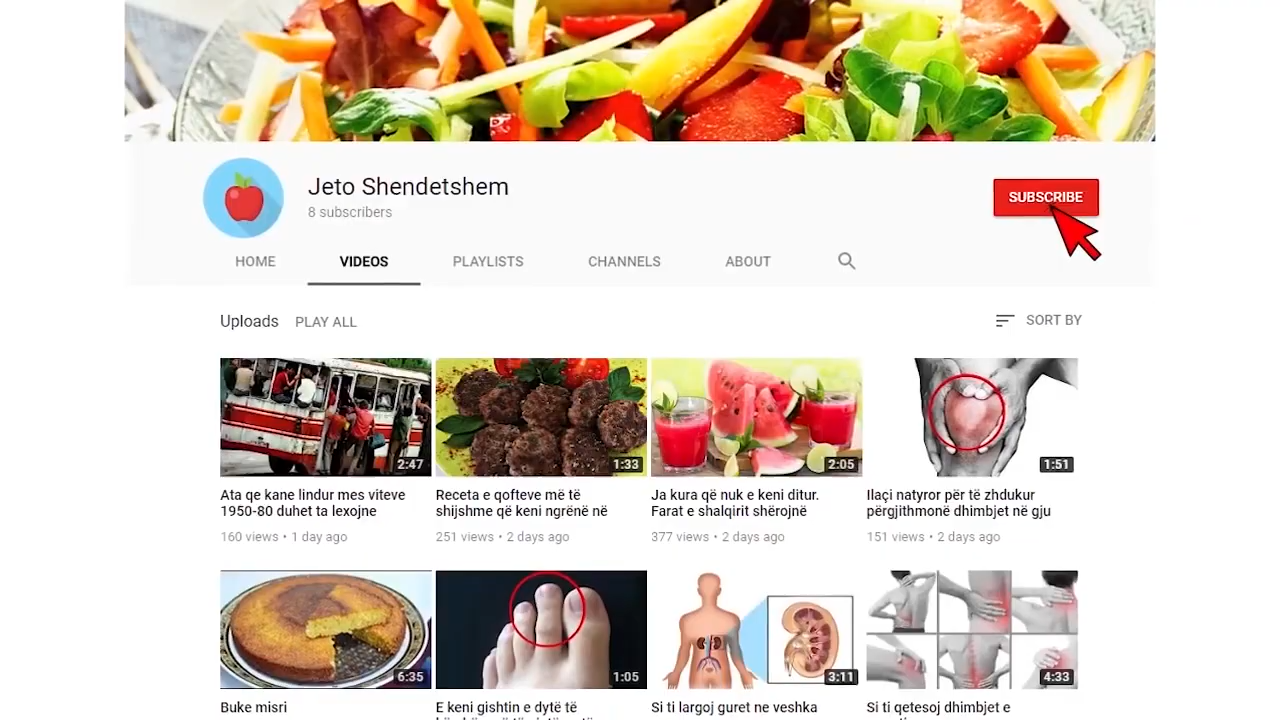 Jeto Shendetshem
8 subscribers
SUBSCRIBE
HOME VIDEOS PLAYLISTS CHANNELS ABOUT
Uploads PLAY ALL SORT BY
2:47 1:33 2:05 1:51
Ata qe kane lindur mes viteve
1950-80 duhet ta lexojne
160 views • 1 day ago
Receta e qofteve më të
shijshme që keni ngrënë në
251 views • 2 days ago
Ja kura që nuk e keni ditur.
Farat e shalqirit shërojnë
377 views • 2 days ago
Ilaçi natyror për të zhdukur
përgjithmonë dhimbjet në gju
151 views • 2 days ago
6:35 1:05 3:11 4:33
Buke misri
E keni gishtin e dytë të
Si ti largoj guret ne veshka
Si ti qetesoj dhimbjet e